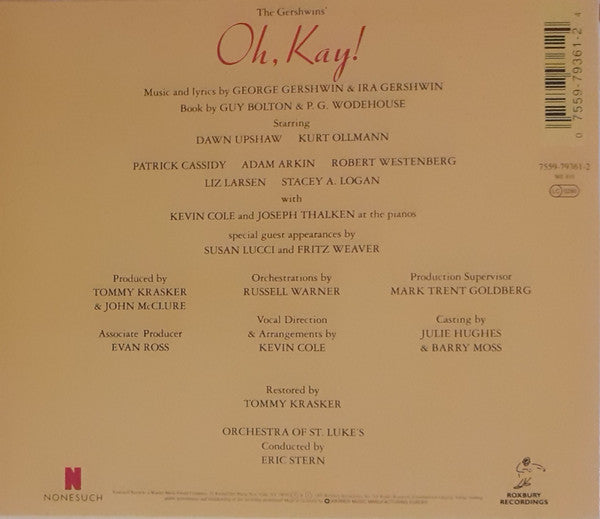 The Gershwins'
Oh, Kay!
Music and lyrics by GEORGE GERSHWIN & IRA GERSHWIN
Book by GUY BOLTON & P. G. WODEHOUSE
Starring
DAWN UPSHAW KURT OLLMANN
PATRICK CASSIDY ADAM ARKIN ROBERT WESTENBERG
LIZ LARSEN STACEY A. LOGAN
with
KEVIN COLE and JOSEPH THALKEN at the pianos
special guest appearances by
SUSAN LUCCI and FRITZ WEAVER
0 7559-79361-2 4
7559-79361-2
Produced by
TOMMY KRASKER
& JOHN McCLURE
Orchestrations by
RUSSELL WARNER
Production Supervisor
MARK TRENT GOLDBERG
Associate Producer
EVAN ROSS
Vocal Direction
& Arrangements by
KEVIN COLE
Casting by
JULIE HUGHES
& BARRY MOSS
Restored by
TOMMY KRASKER
ORCHESTRA OF ST. LUKE'S
Conducted by
ERIC STERN
N
NONESUCH
ROXBURY
RECORDINGS